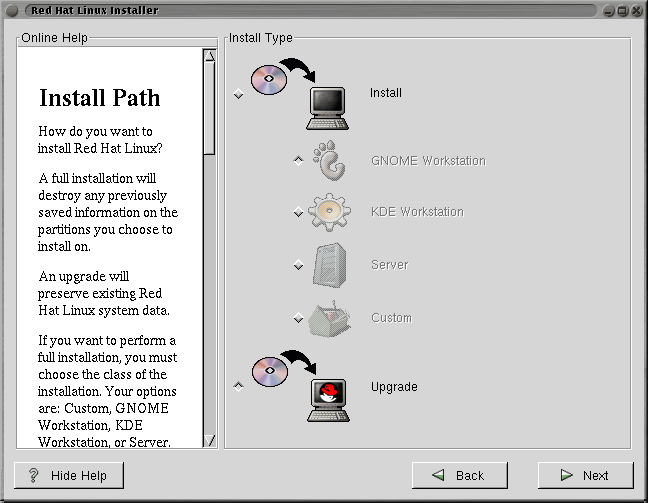 Red Hat Linux Installer
Online Help
Install Path
How do you want to
install Red Hat Linux?
A full installation will
destroy any previously
saved information on the
partitions you choose to
install on.
An upgrade will
preserve existing Red
Hat Linux system data.
If you want to perform a
full installation, you must
choose the class of the
installation. Your options
are: Custom, GNOME
Workstation, KDE
Workstation, or Server.
Install Type
Install
GNOME Workstation
KDE Workstation
Server
Custom
Upgrade
Hide Help
Back
Next